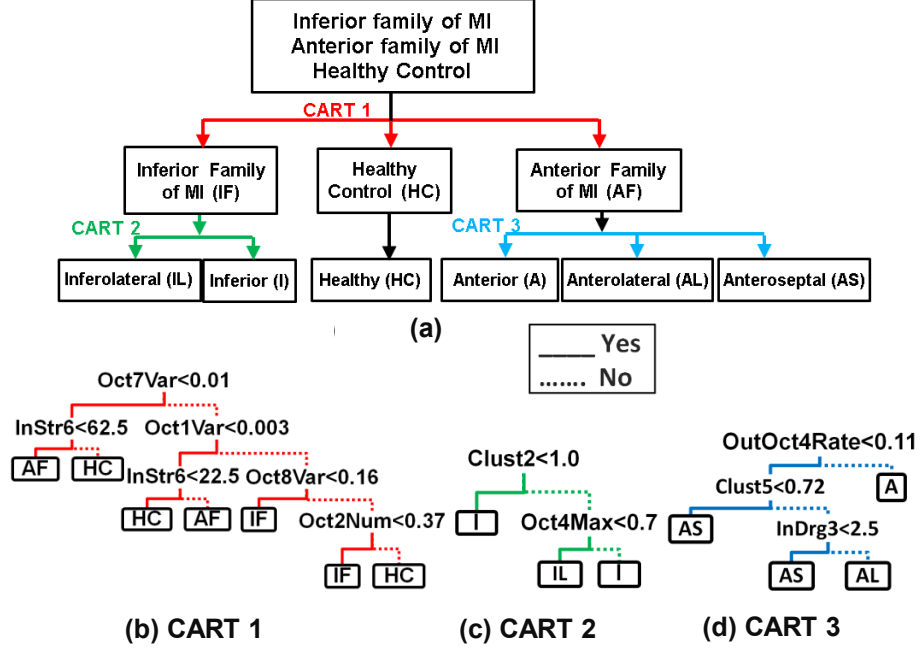 Inferior family of MI
Anterior family of MI
Healthy Control
CART 1
Inferior Family
of MI (IF)
Healthy
Control (HC)
Anterior Family
of MI (AF)
CART 2
CART 3
Inferolateral (IL)
Inferior (I)
Healthy (HC)
Anterior (A)
Anterolateral (AL)
Anteroseptal (AS)
(a)
____ Yes
....... No
Oct7Var<0.01
InStr6<62.5
Oct1Var<0.003
AF
HC
InStr6<22.5
Oct8Var<0.16
HC
AF
IF
Oct2Num<0.37
IF
HC
(b) CART 1
Clust2<1.0
I
Oct4Max<0.7
IL
I
(c) CART 2
OutOct4Rate<0.11
Clust5<0.72
A
AS
InDrg3<2.5
AS
AL
(d) CART 3